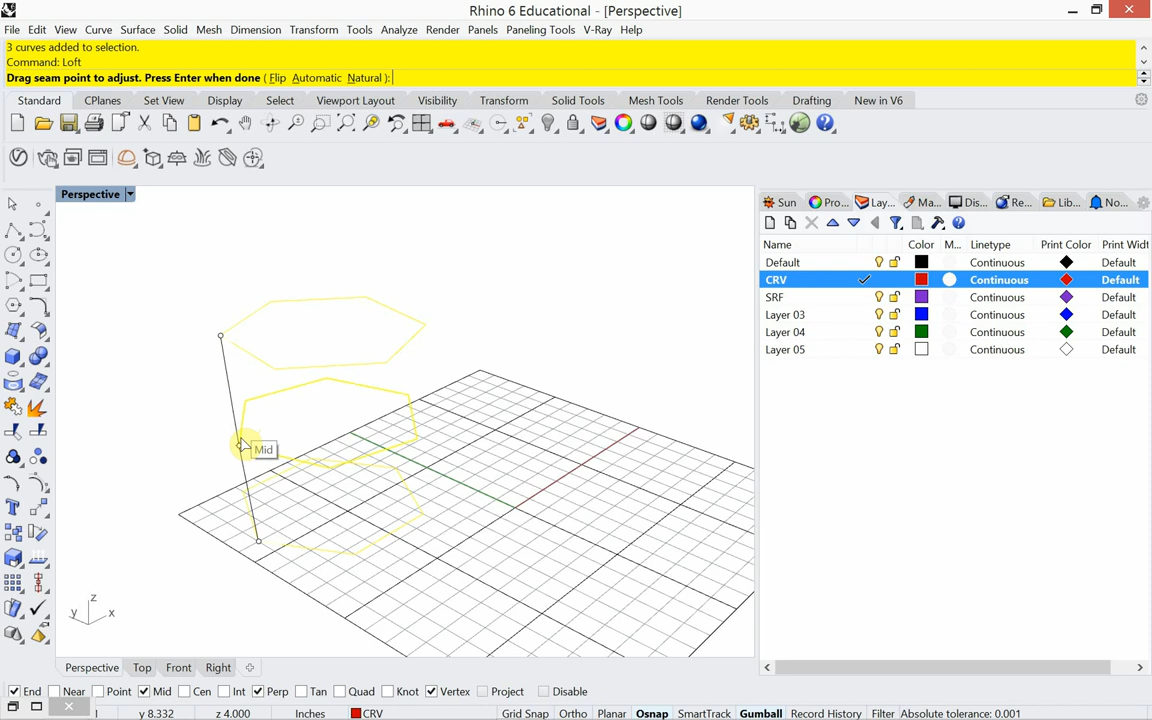 Rhino 6 Educational - [Perspective]
File Edit View Curve Surface Solid Mesh Dimension Transform Tools Analyze Render Panels Paneling Tools V-Ray Help
3 curves added to selection.
Command: Loft
Drag seam point to adjust. Press Enter when done ( Flip Automatic Natural ):
Standard CPlanes Set View Display Select Viewport Layout Visibility Transform Solid Tools Mesh Tools Render Tools Drafting New in V6
Perspective
Sun Pro... Lay... Ma... Dis... Re... Lib... No...
Name Color M... Linetype Print Color Print Widt
Default Continuous Default
CRV Continuous Default
SRF Continuous Default
Layer 03 Continuous Default
Layer 04 Continuous Default
Layer 05 Continuous Default
Mid
z
y x
Perspective Top Front Right
End Near Point Mid Cen Int Perp Tan Quad Knot Vertex Project Disable
y 8.332 z 4.000 Inches CRV Grid Snap Ortho Planar Osnap SmartTrack Gumball Record History Filter Absolute tolerance: 0.001